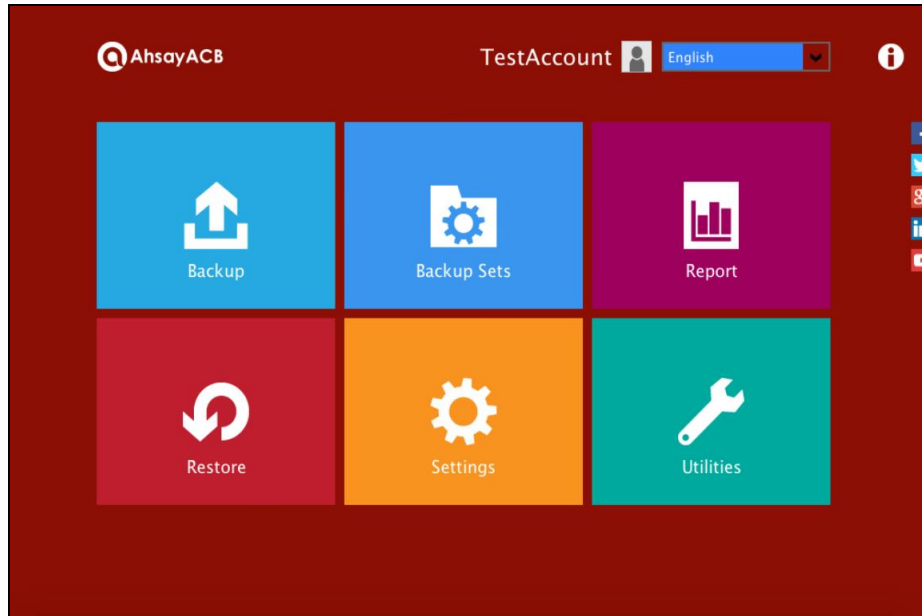 AhsayACB
TestAccount
English
Backup
Backup Sets
Report
Restore
Settings
Utilities